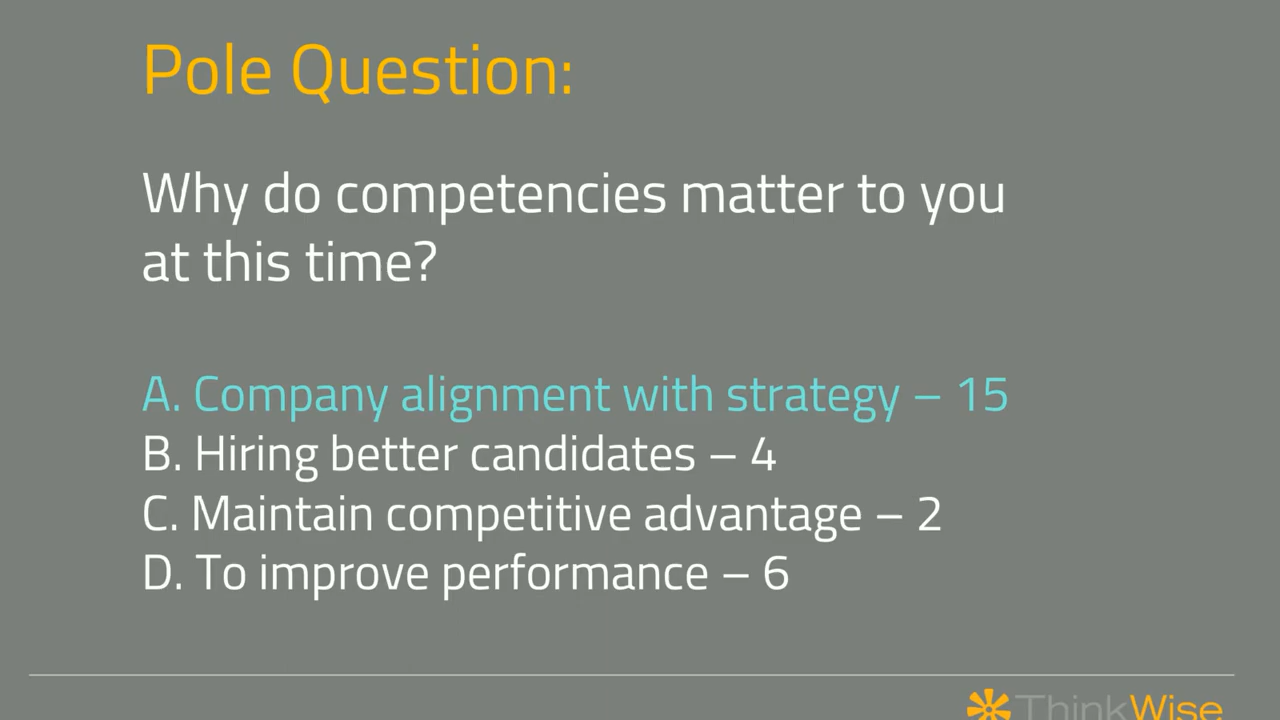 Pole Question:
Why do competencies matter to you
at this time?
A. Company alignment with strategy – 15
B. Hiring better candidates – 4
C. Maintain competitive advantage – 2
D. To improve performance – 6
ThinkWise